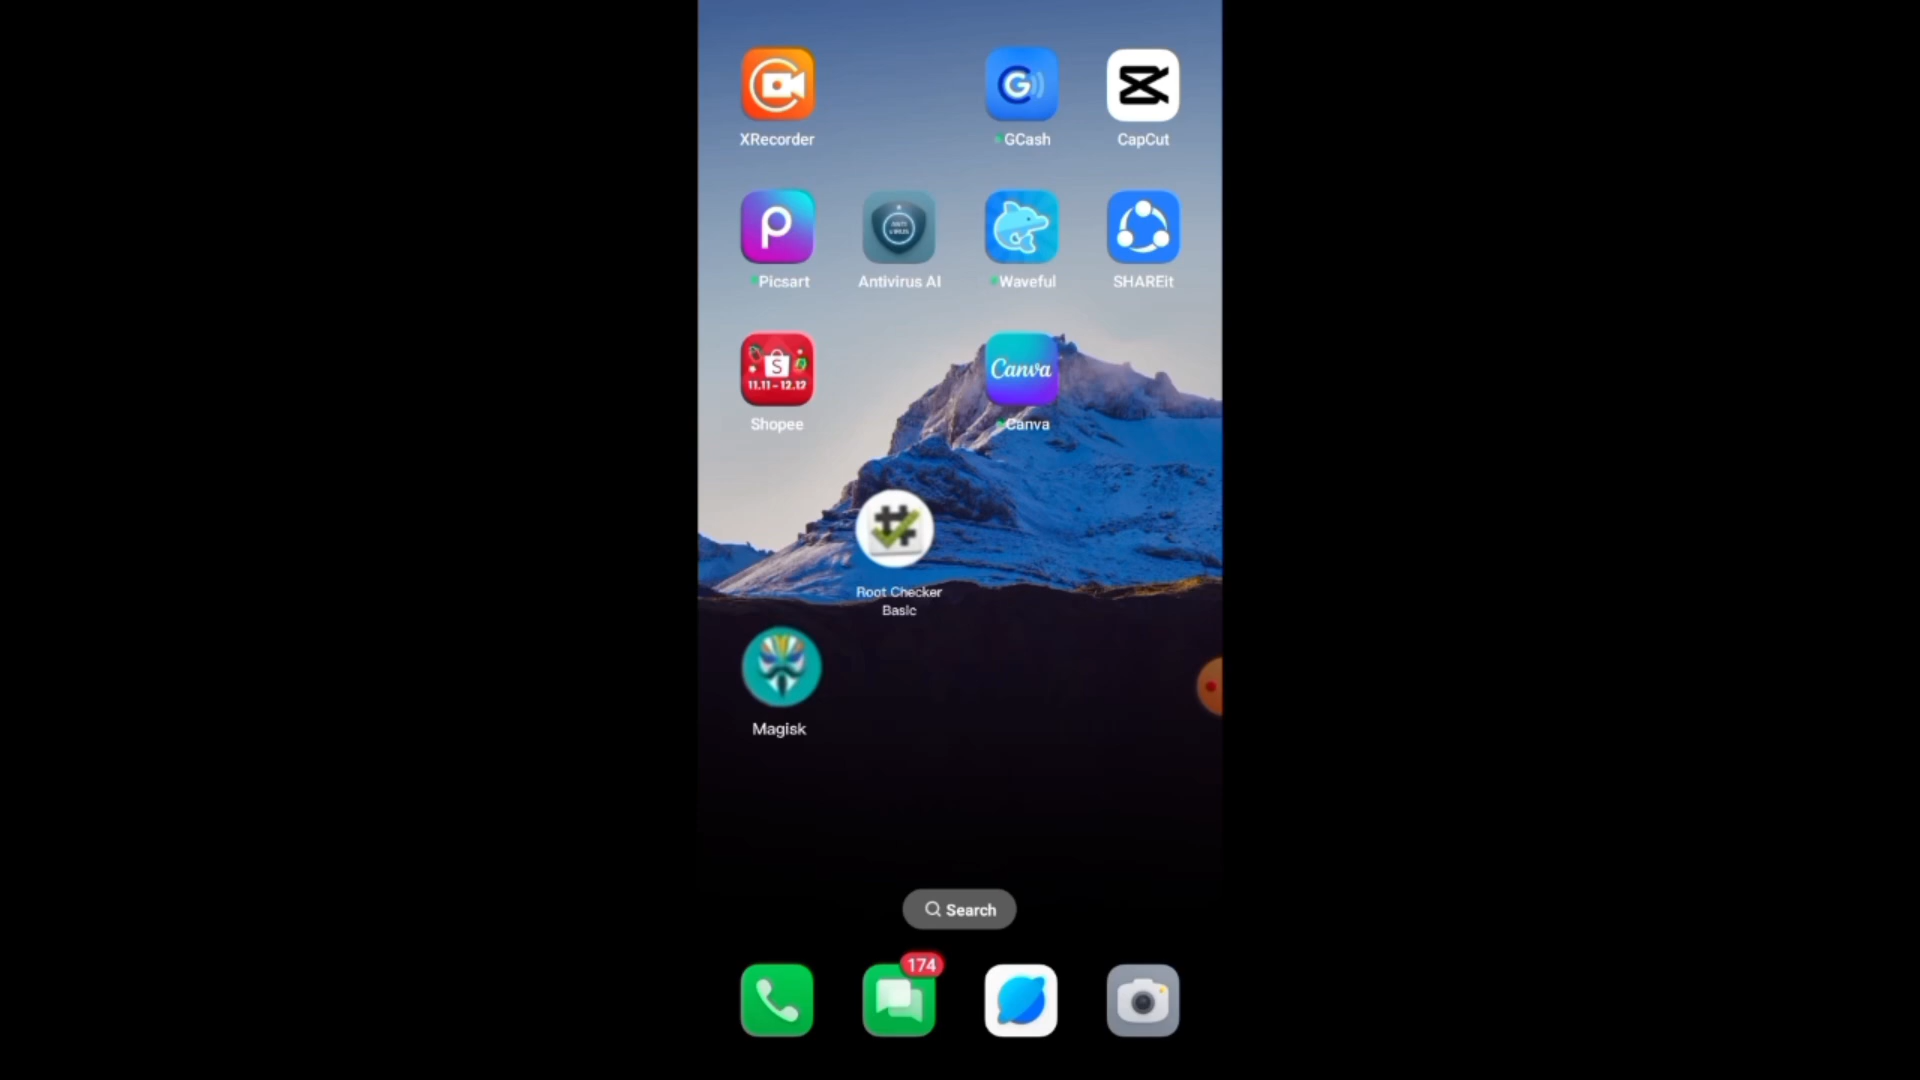 XRecorder
GCash
CapCut
Picsart
Antivirus AI
Waveful
SHAREit
S
11.11 - 12.12
Shopee
Canva
Canva
Root Checker
Basic
Magisk
Search
174